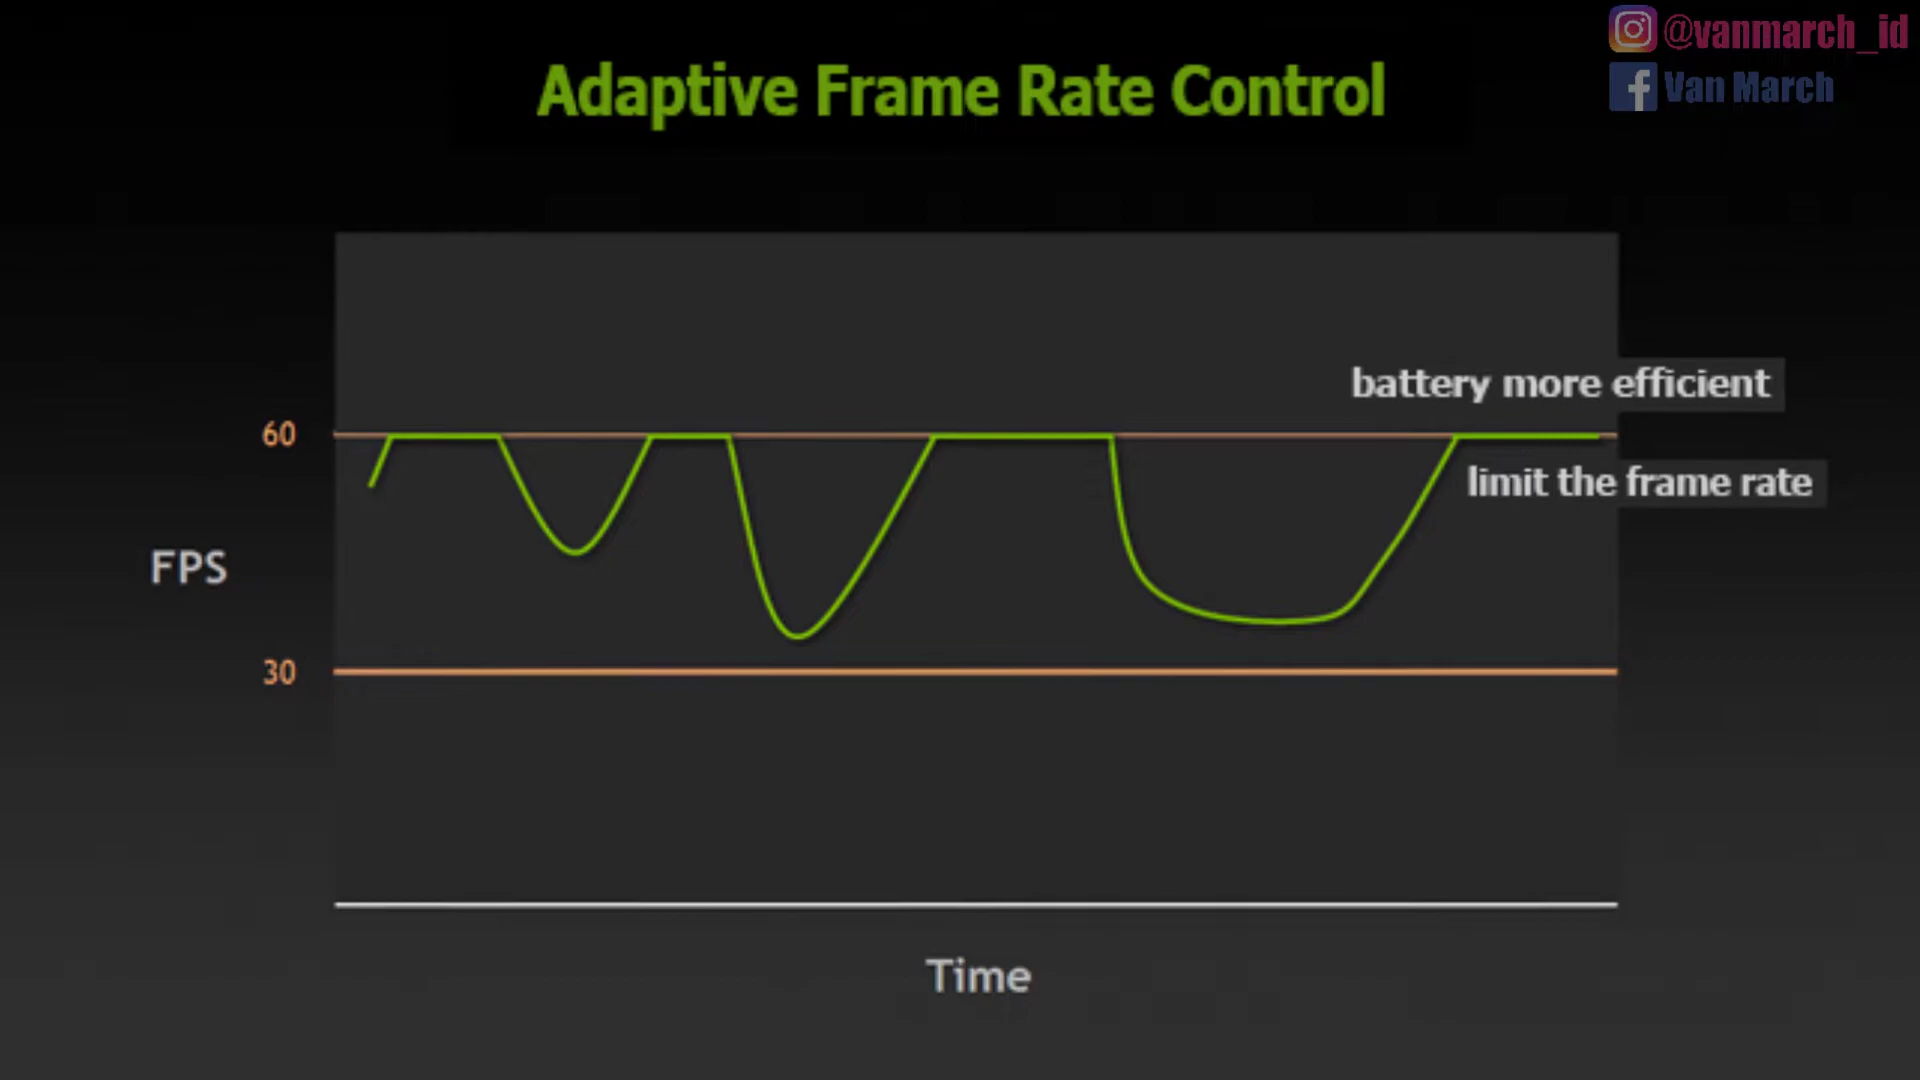 @vanmarch_id
Van March
Adaptive Frame Rate Control
battery more efficient
60
limit the frame rate
FPS
30
Time